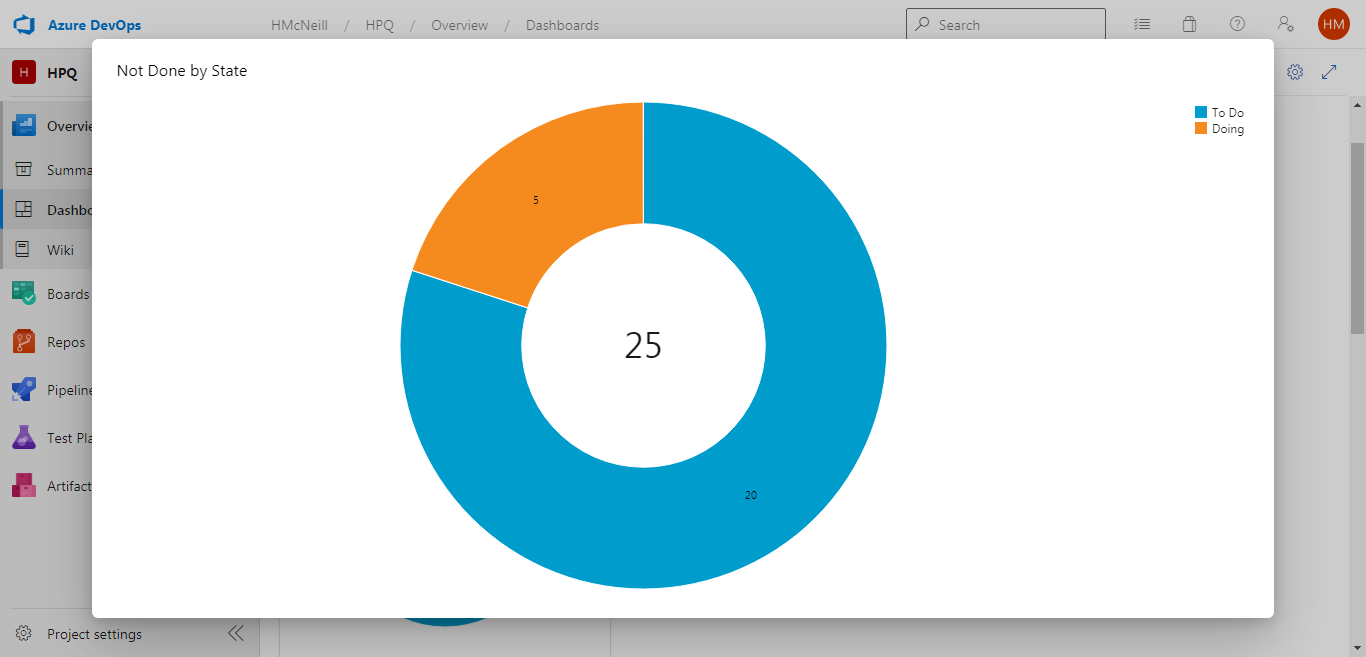 Azure DevOps
HMcNeill / HPQ / Overview / Dashboards
Search
HM
H HPQ
Not Done by State
To Do
Doing
Overvie
Summa
Dashbo
Wiki
Boards
Repos
Pipeline
Test Pla
Artifact
5
25
20
Project settings